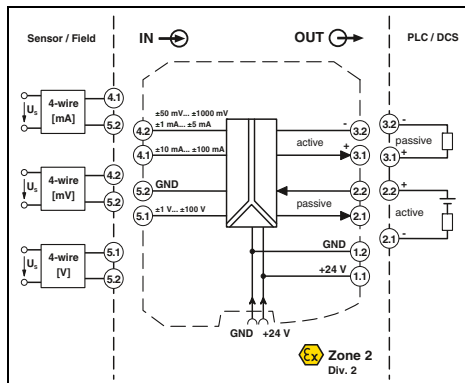 Sensor / Field
IN
OUT
PLC / DCS
Us
4-wire
[mA]
4.1
5.2
Us
4-wire
[mV]
4.2
5.2
Us
4-wire
[V]
5.1
5.2
±50 mV... ±1000 mV
±1 mA... ±5 mA
4.2
±10 mA... ±100 mA
4.1
GND
5.2
±1 V... ±100 V
5.1
-
active
3.2
+
3.1
2.2
passive
2.1
GND
1.2
+24 V
1.1
GND +24 V
3.2
-
passive
3.1
+
2.2
+
active
2.1
-
Ex Zone 2
Div. 2